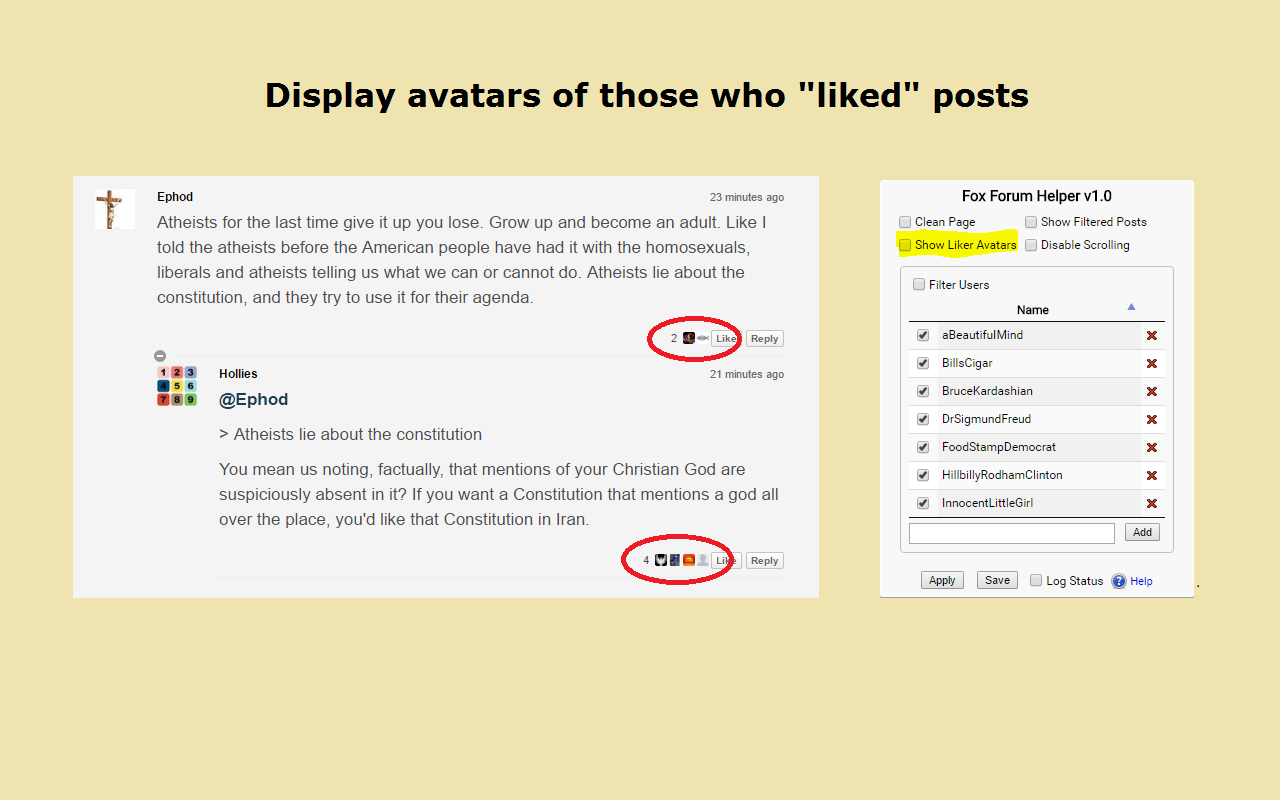 Display avatars of those who "liked" posts
Ephod
23 minutes ago
Atheists for the last time give it up you lose. Grow up and become an adult. Like I
told the atheists before the American people have had it with the homosexuals,
liberals and atheists telling us what we can or cannot do. Atheists lie about the
constitution, and they try to use it for their agenda.
2 Like Reply
1 2 3
4 5 6
7 8 9
Hollies
21 minutes ago
@Ephod
> Atheists lie about the constitution
You mean us noting, factually, that mentions of your Christian God are
suspiciously absent in it? If you want a Constitution that mentions a god all
over the place, you'd like that Constitution in Iran.
4 Like Reply
Fox Forum Helper v1.0
Clean Page Show Filtered Posts
Show Liker Avatars Disable Scrolling
Filter Users
Name
aBeautifulMind
BillsCigar
BruceKardashian
DrSigmundFreud
FoodStampDemocrat
HillbillyRodhamClinton
InnocentLittleGirl
Add
Apply Save Log Status ? Help
.